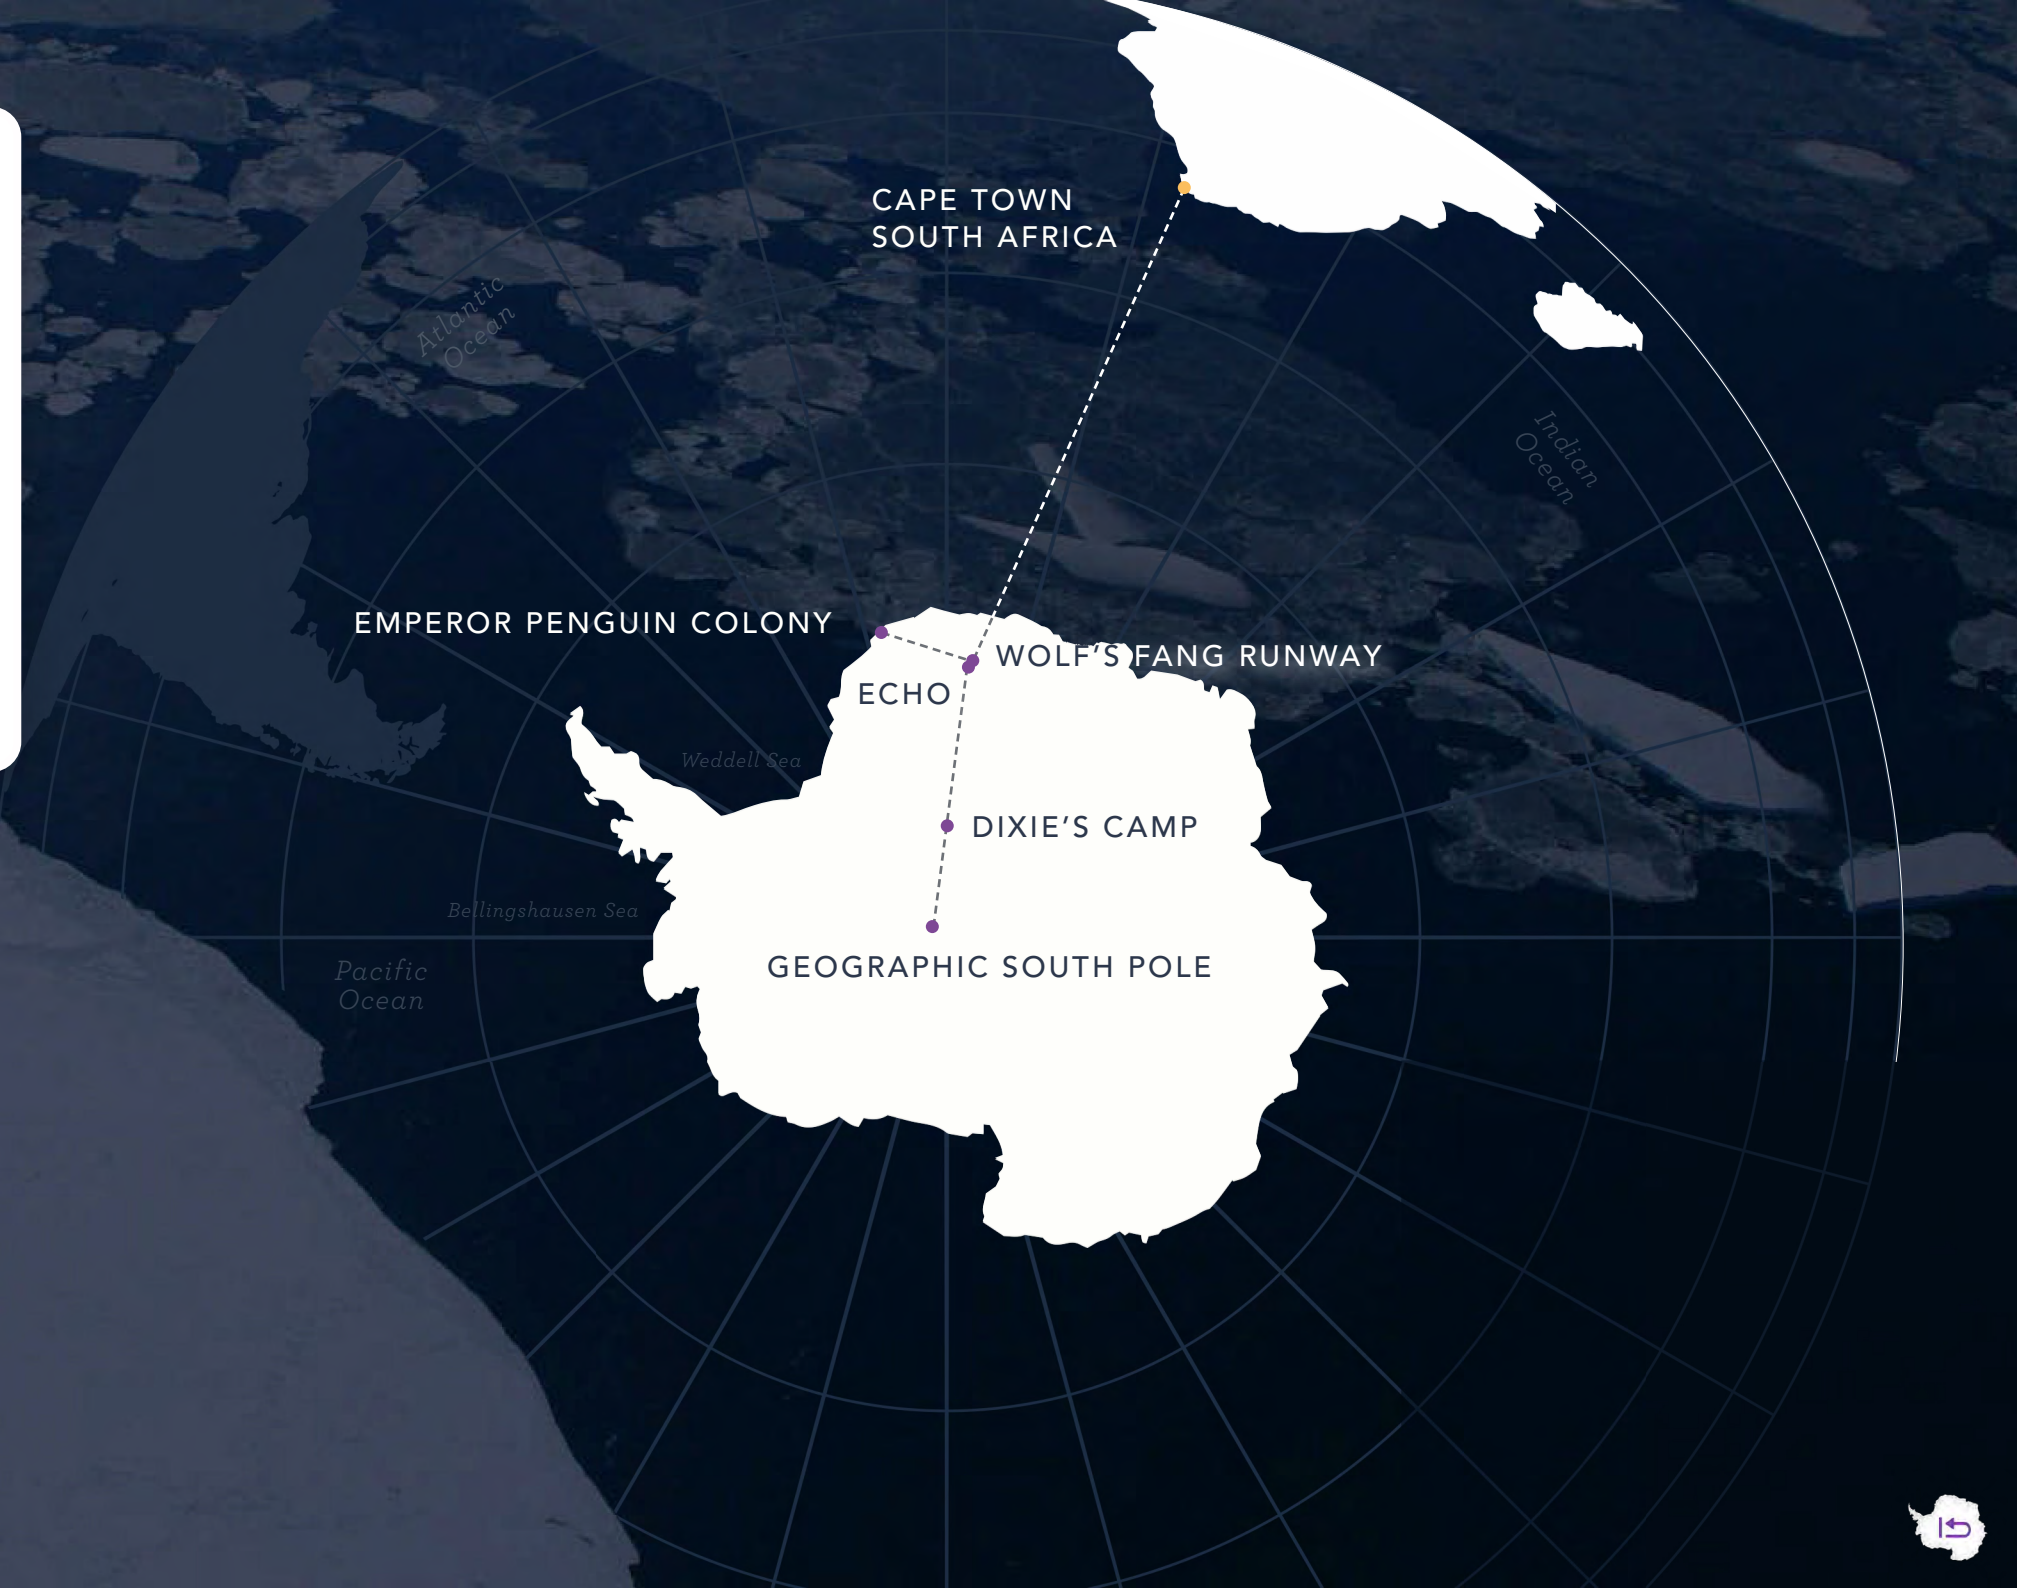 CAPE TOWN
SOUTH AFRICA
Atlantic
Ocean
Indian
Ocean
EMPEROR PENGUIN COLONY
WOLF’S FANG RUNWAY
ECHO
Weddell Sea
DIXIE’S CAMP
Bellingshausen Sea
GEOGRAPHIC SOUTH POLE
Pacific
Ocean